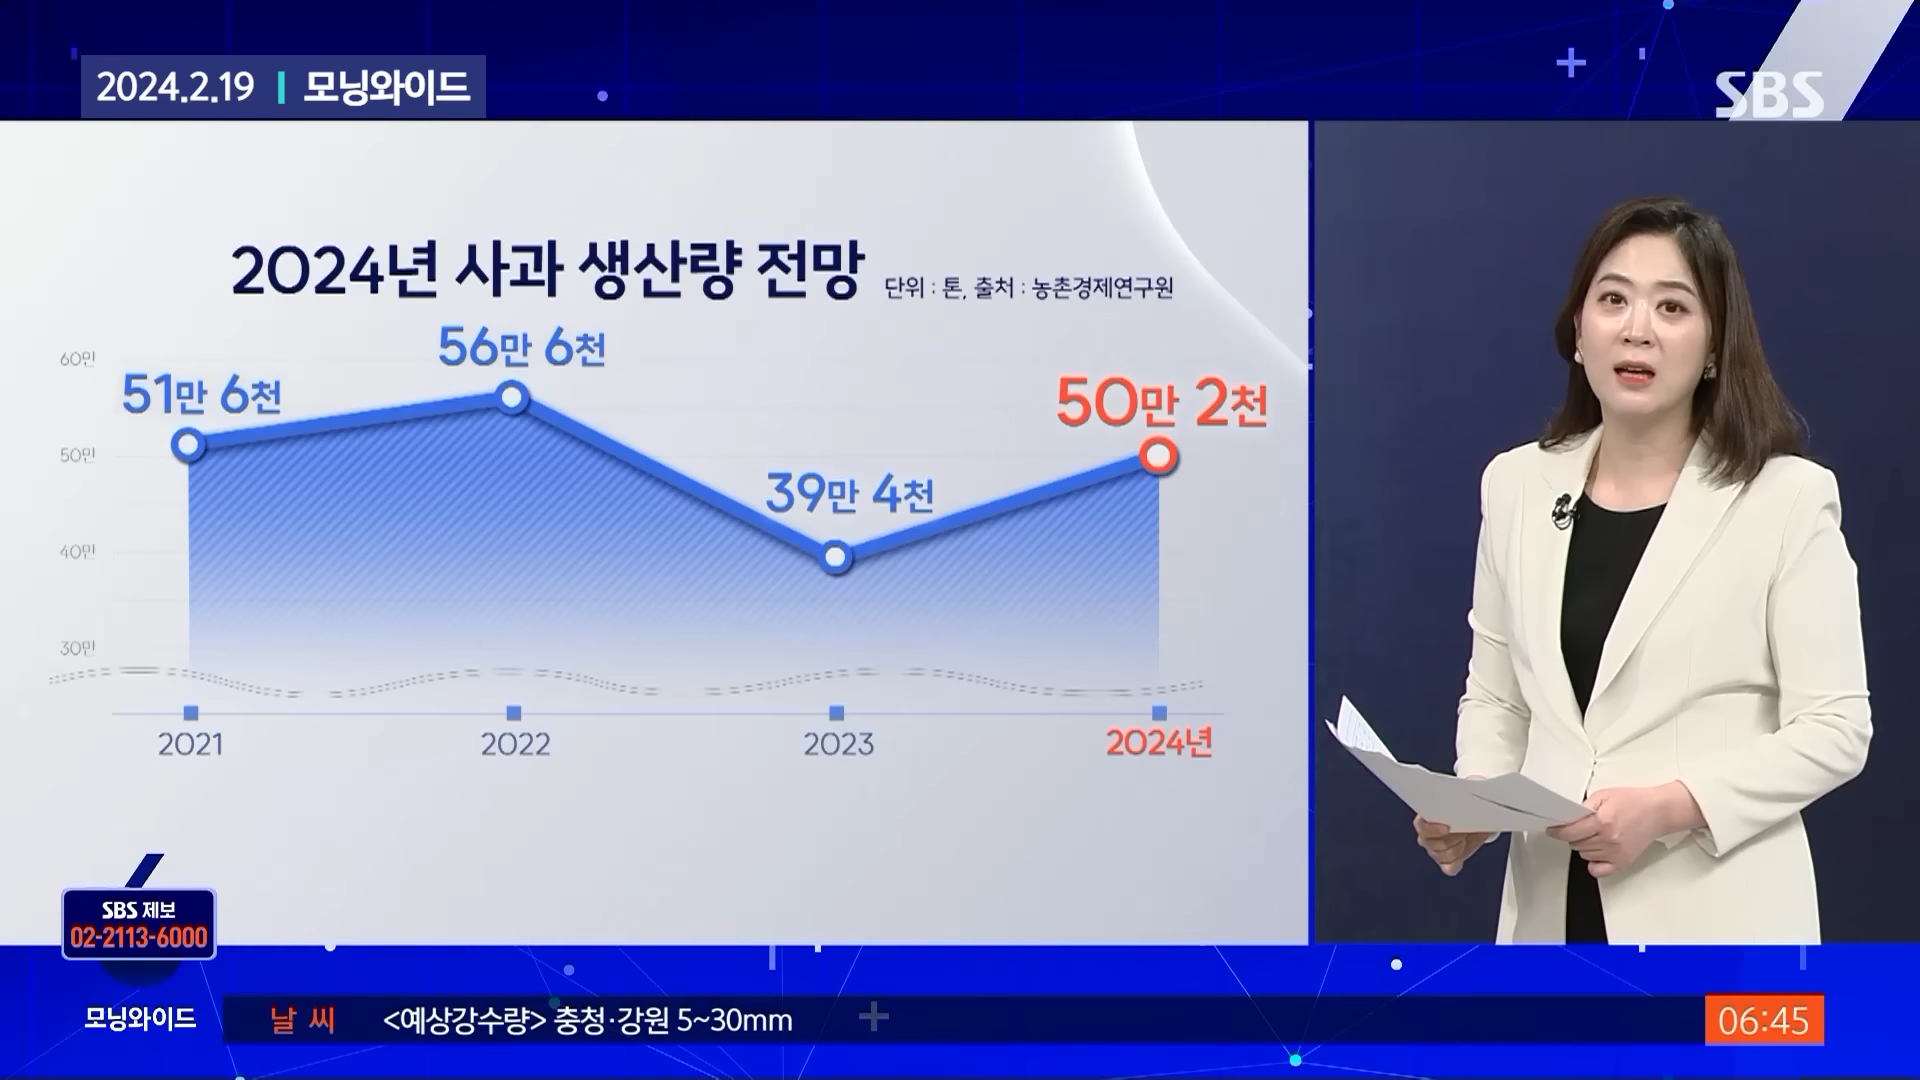 2024.2.19 | 모닝와이드
SBS
2024년 사과 생산량 전망 단위 : 톤, 출처 : 농촌경제연구원
60만
50만
40만
30만
51만 6천
56만 6천
39만 4천
50만 2천
2021 2022 2023 2024년
SBS 제보
02-2113-6000
모닝와이드 날 씨 <예상강수량> 충청·강원 5~30mm 06:45